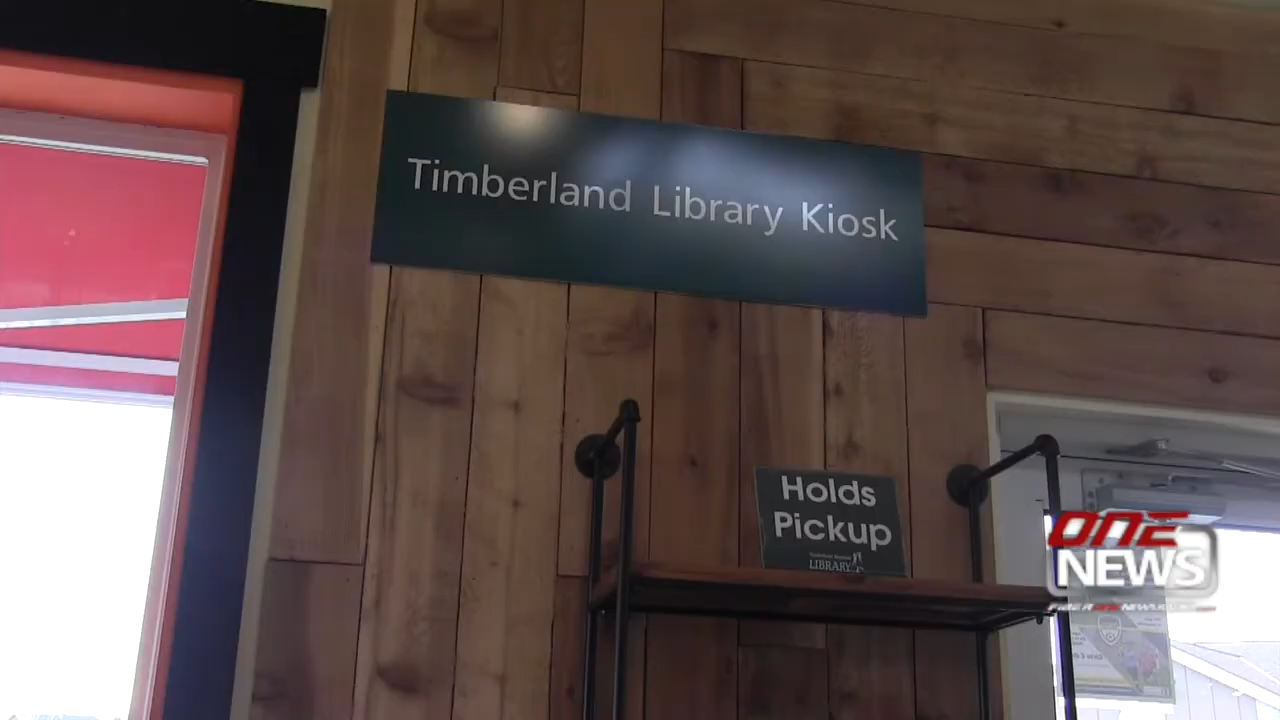 Timberland Library Kiosk
Holds
Pickup
LIBRARY
ONE
NEWS